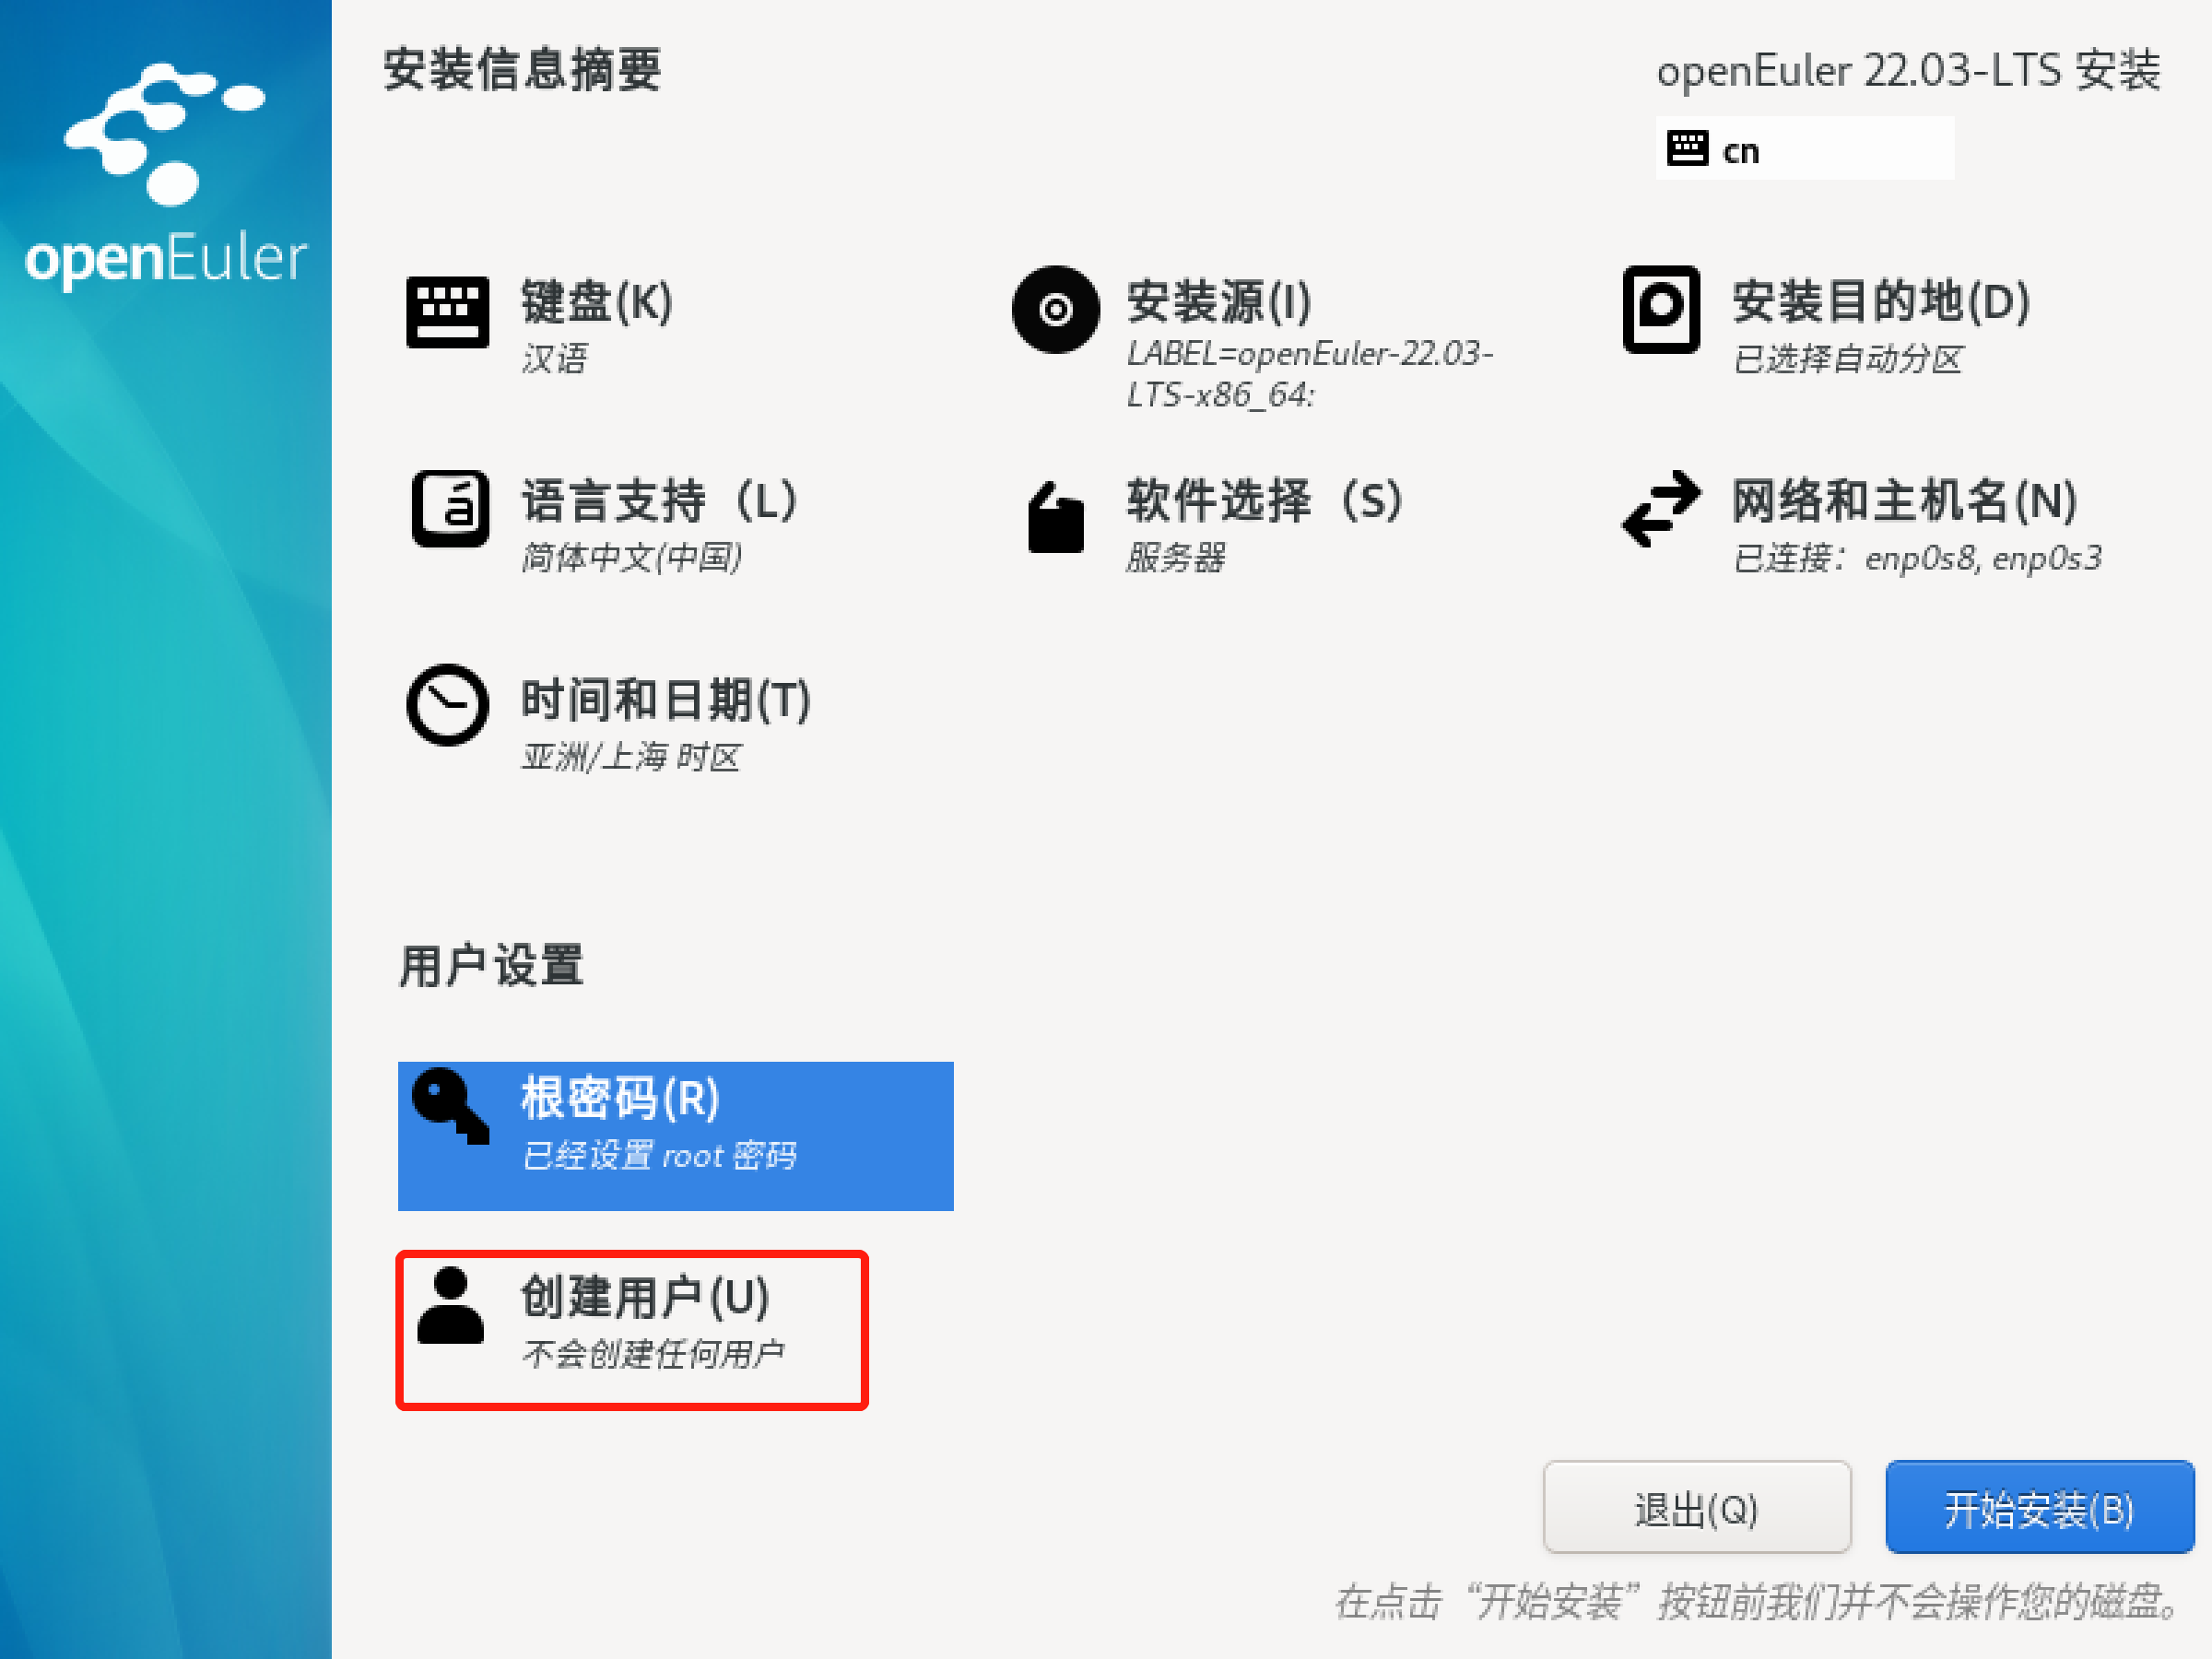 openEuler
安装信息摘要
openEuler 22.03-LTS 安装
cn
键盘(K)
汉语
安装源(I)
LABEL=openEuler-22.03-
LTS-x86_64:
安装目的地(D)
已选择自动分区
语言支持（L）
简体中文(中国)
软件选择（S）
服务器
网络和主机名(N)
已连接：enp0s8, enp0s3
时间和日期(T)
亚洲/上海 时区
用户设置
根密码(R)
已经设置 root 密码
创建用户(U)
不会创建任何用户
退出(Q)
开始安装(B)
在点击“开始安装”按钮前我们并不会操作您的磁盘。